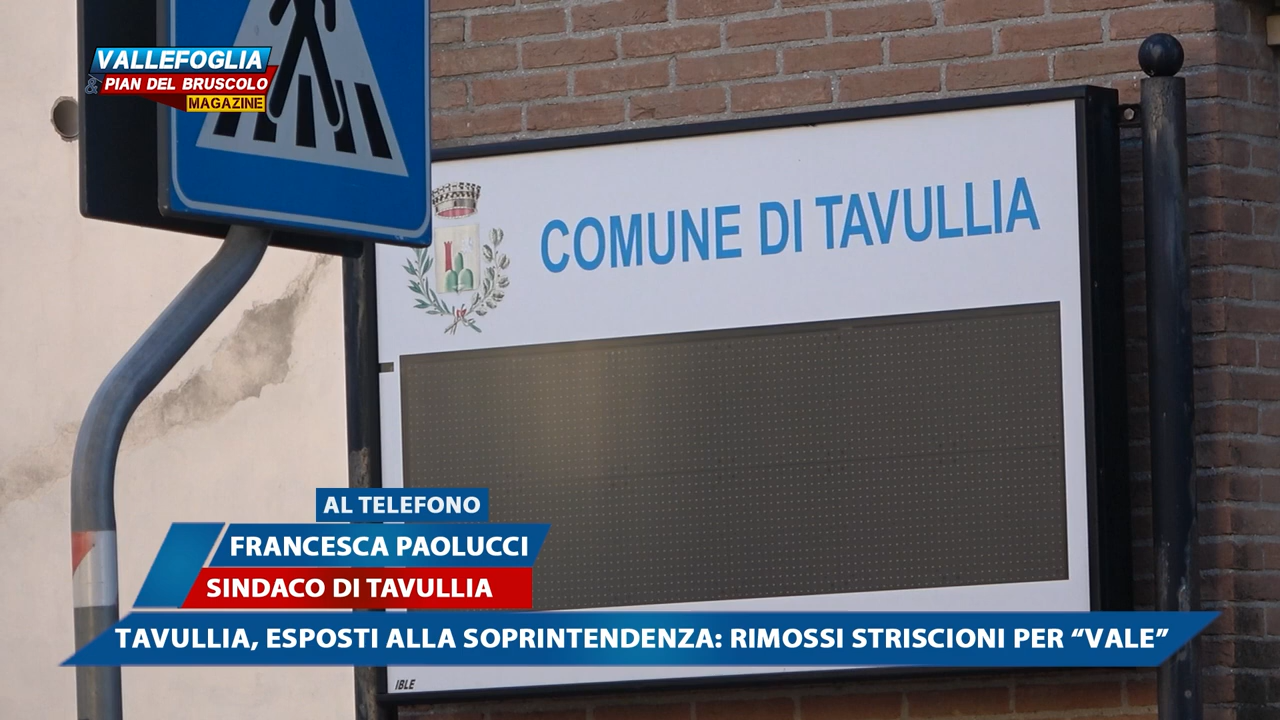 VALLEFOGLIA
& PIAN DEL BRUSCOLO
MAGAZINE
COMUNE DI TAVULLIA
AL TELEFONO
FRANCESCA PAOLUCCI
SINDACO DI TAVULLIA
TAVULLIA, ESPOSTI ALLA SOPRINTENDENZA: RIMOSSI STRISCIONI PER “VALE”
IBLE